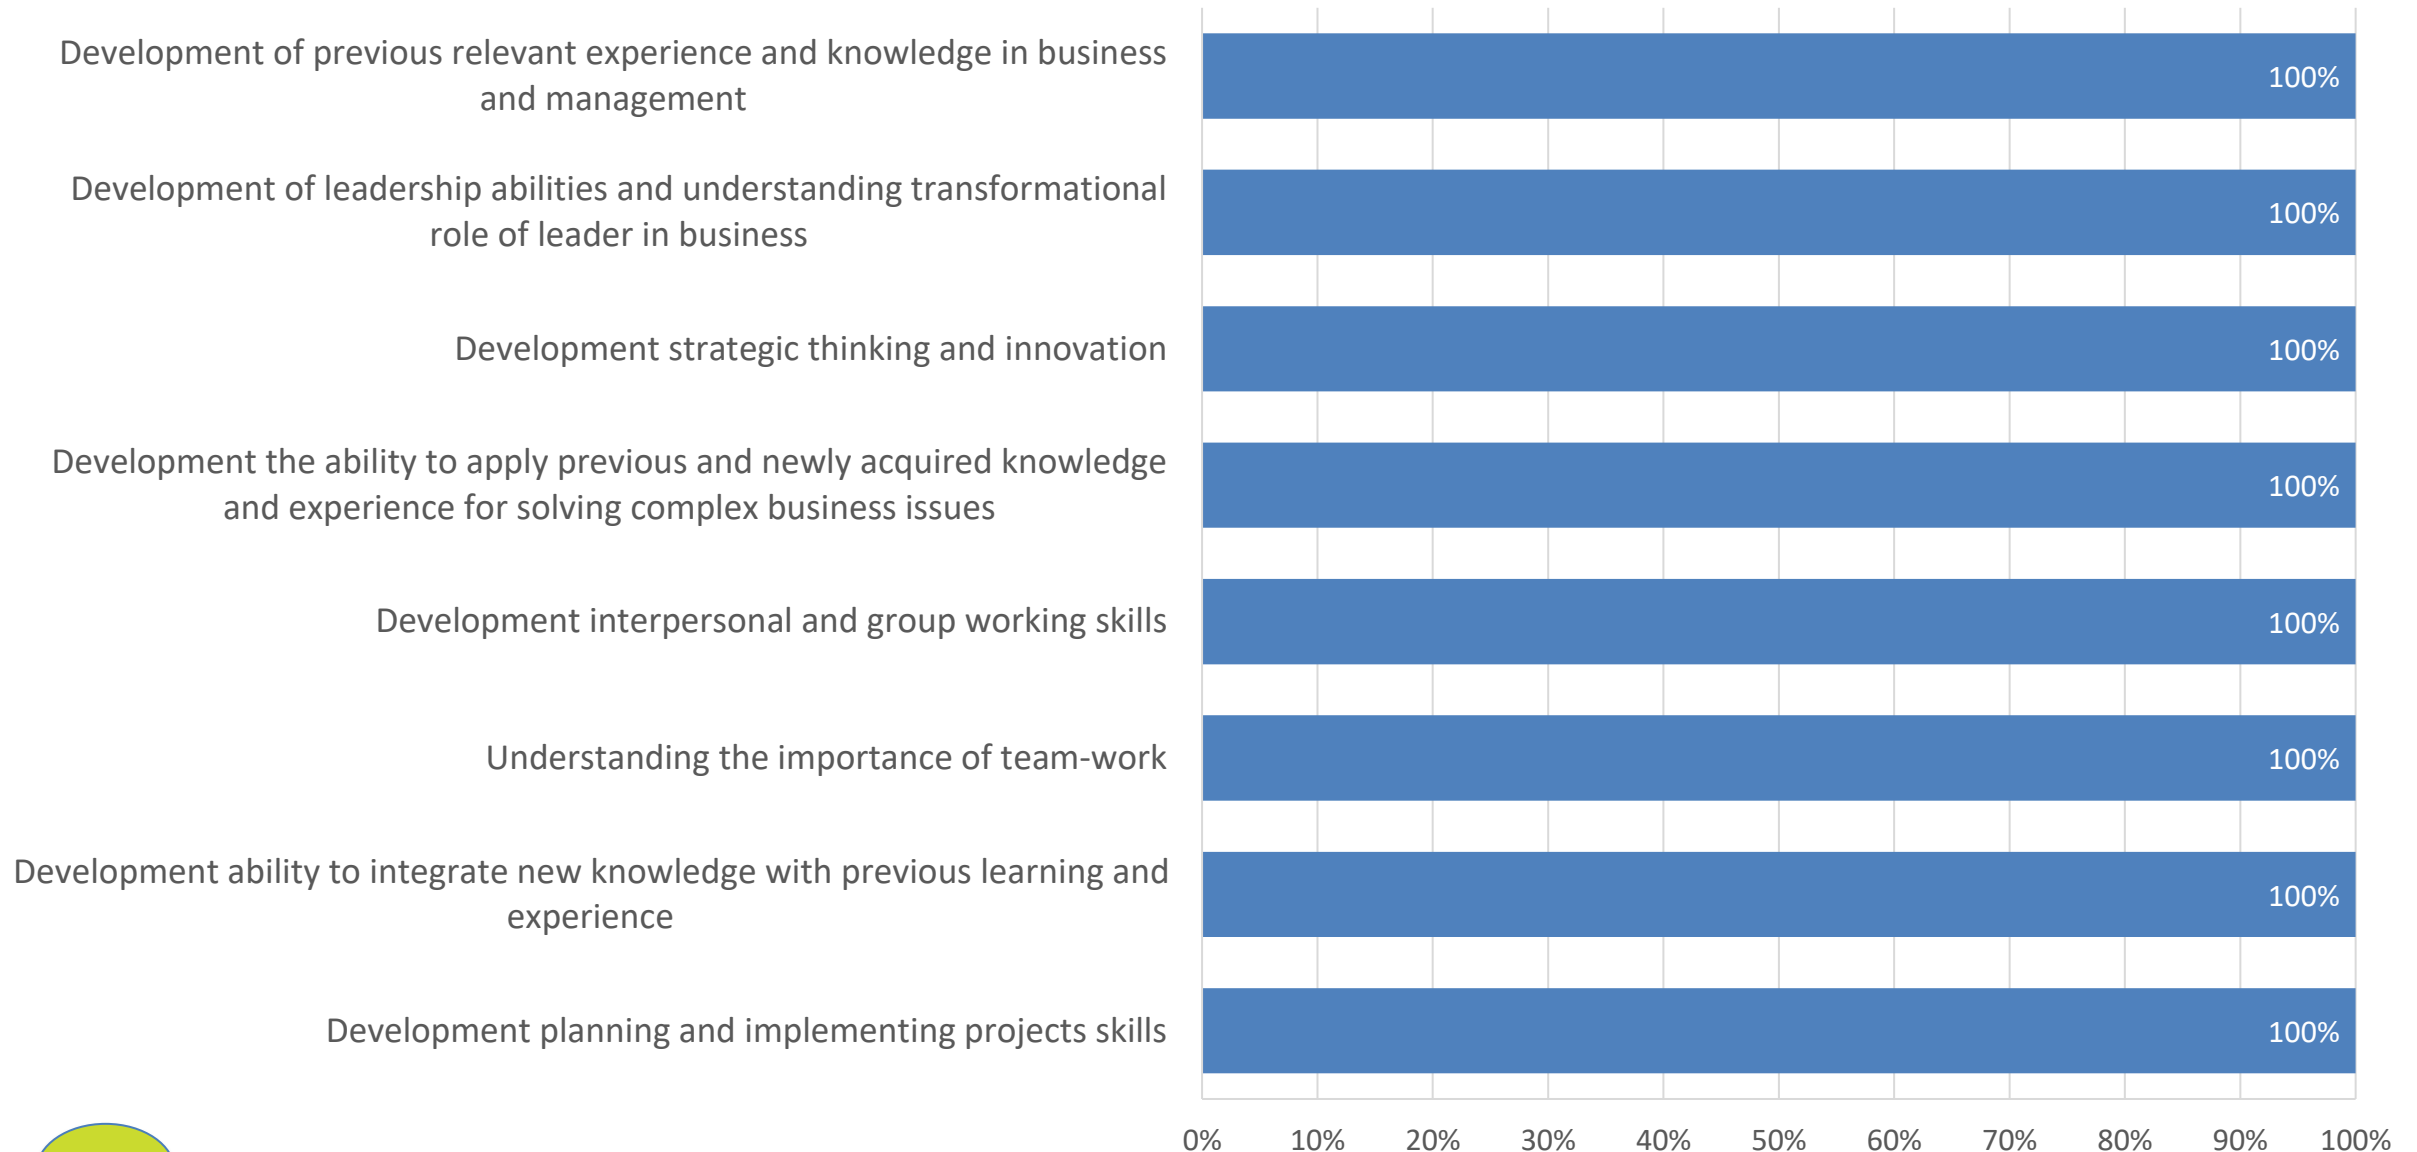 Development of previous relevant experience and knowledge in business
and management
100%
Development of leadership abilities and understanding transformational
role of leader in business
100%
Development strategic thinking and innovation
100%
Development the ability to apply previous and newly acquired knowledge
and experience for solving complex business issues
100%
Development interpersonal and group working skills
100%
Understanding the importance of team-work
100%
Development ability to integrate new knowledge with previous learning and
experience
100%
Development planning and implementing projects skills
100%
0% 10% 20% 30% 40% 50% 60% 70% 80% 90% 100%